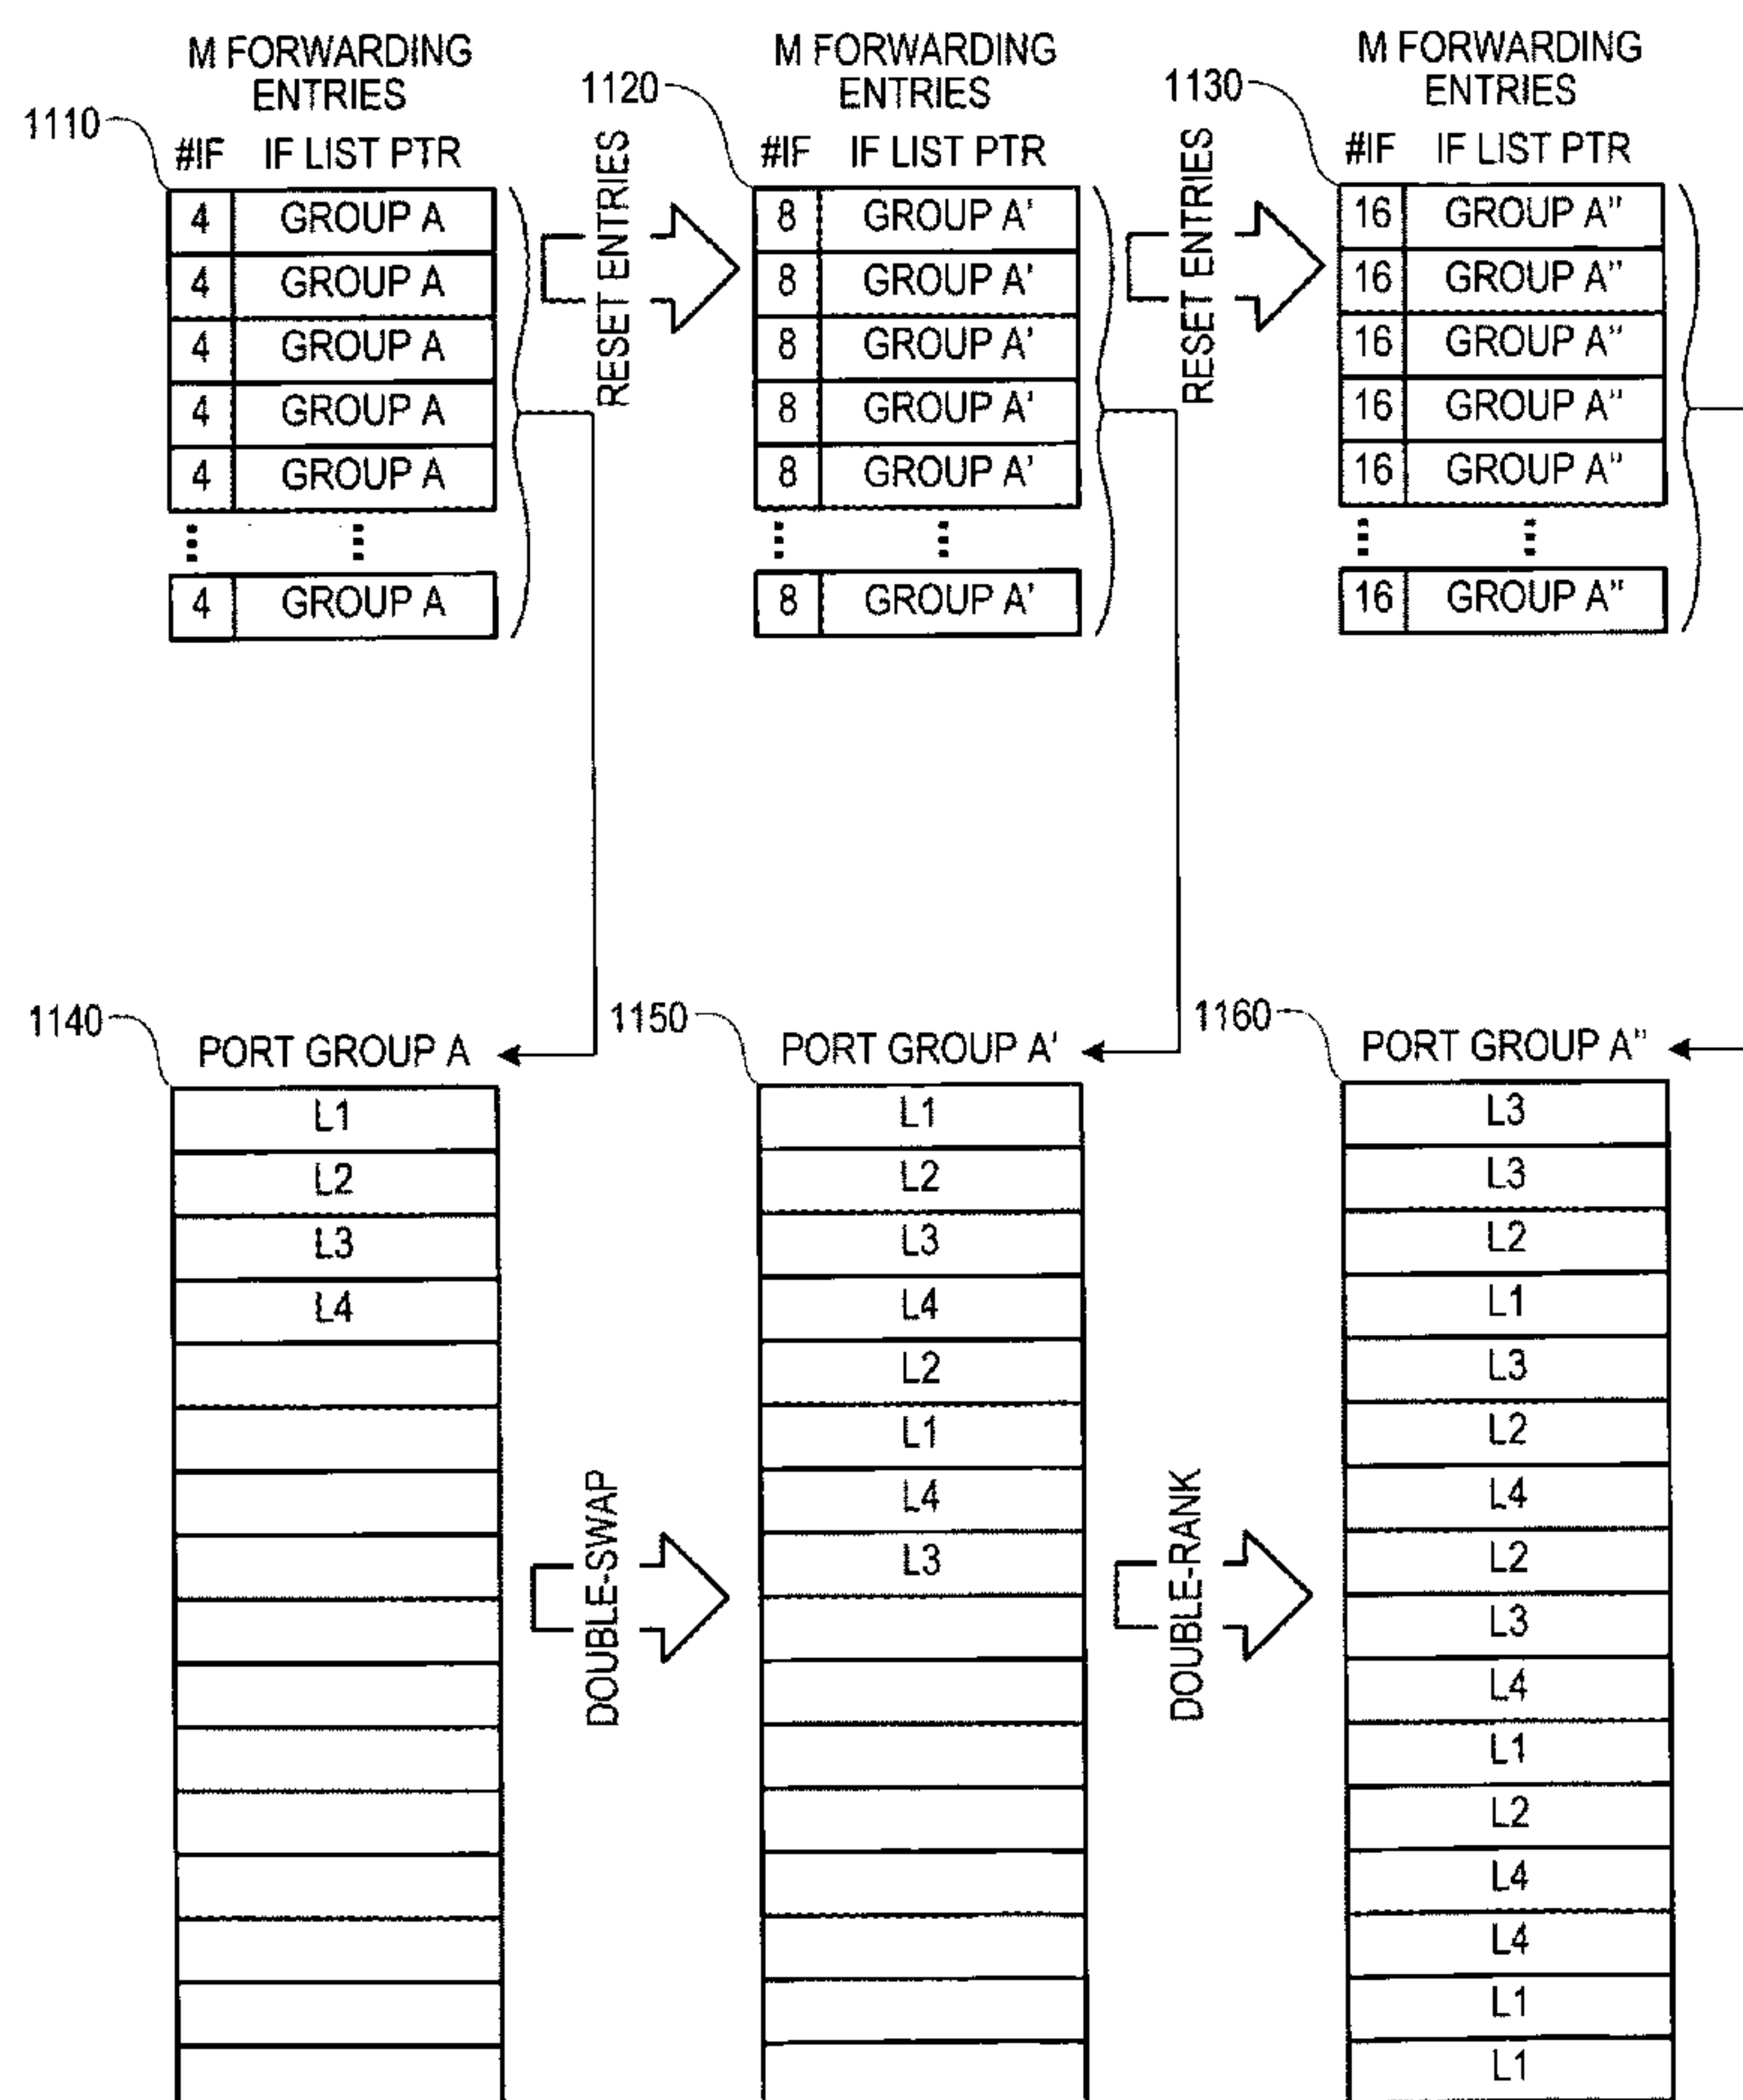 M FORWARDING
ENTRIES
1110
#IF IF LIST PTR
4 GROUP A
4 GROUP A
4 GROUP A
4 GROUP A
4 GROUP A
4 GROUP A
RESET ENTRIES
M FORWARDING
ENTRIES
1120
#IF IF LIST PTR
8 GROUP A'
8 GROUP A'
8 GROUP A'
8 GROUP A'
8 GROUP A'
8 GROUP A'
RESET ENTRIES
M FORWARDING
ENTRIES
1130
#IF IF LIST PTR
16 GROUP A"
16 GROUP A"
16 GROUP A"
16 GROUP A"
16 GROUP A"
16 GROUP A"
1140
PORT GROUP A
L1
L2
L3
L4
DOUBLE-SWAP
1150
PORT GROUP A'
L1
L2
L3
L4
L2
L1
L4
L3
DOUBLE-RANK
1160
PORT GROUP A"
L3
L3
L2
L1
L3
L2
L4
L2
L3
L4
L1
L2
L4
L4
L1
L1